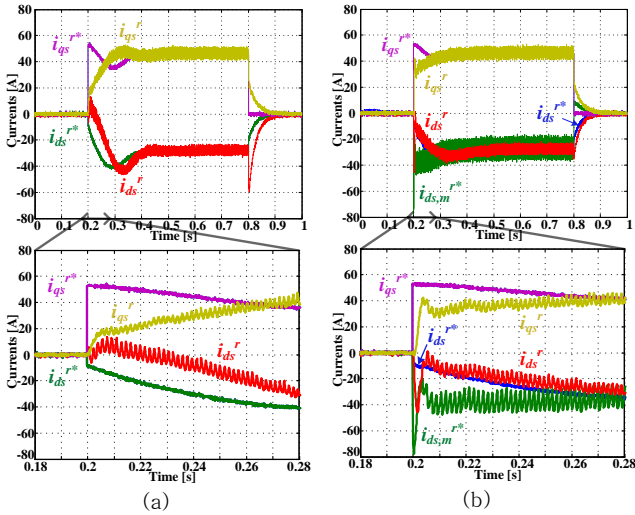 80
60
40
20
0
-20
-40
-60
-80
Currents [A]
i_qs^r*
i_qs^r
i_ds^r*
i_ds^r
0 0.1 0.2 0.3 0.4 0.5 0.6 0.7 0.8 0.9 1
Time [s]
80
60
40
20
0
-20
-40
-60
-80
Currents [A]
i_qs^r*
i_qs^r
i_ds^r
i_ds^r*
i_ds,m^r*
0 0.1 0.2 0.3 0.4 0.5 0.6 0.7 0.8 0.9 1
Time [s]
80
60
40
20
0
-20
-40
-60
80
Currents [A]
i_qs^r*
i_qs^r
i_ds^r
i_ds^r*
0.18 0.2 0.22 0.24 0.26 0.28
Time [s]
(a)
80
60
40
20
0
-20
-40
-60
-80
Currents [A]
i_qs^r*
i_qs^r
i_ds^r*
i_ds^r
i_ds,m^r*
0.18 0.2 0.22 0.24 0.26 0.28
Time [s]
(b)